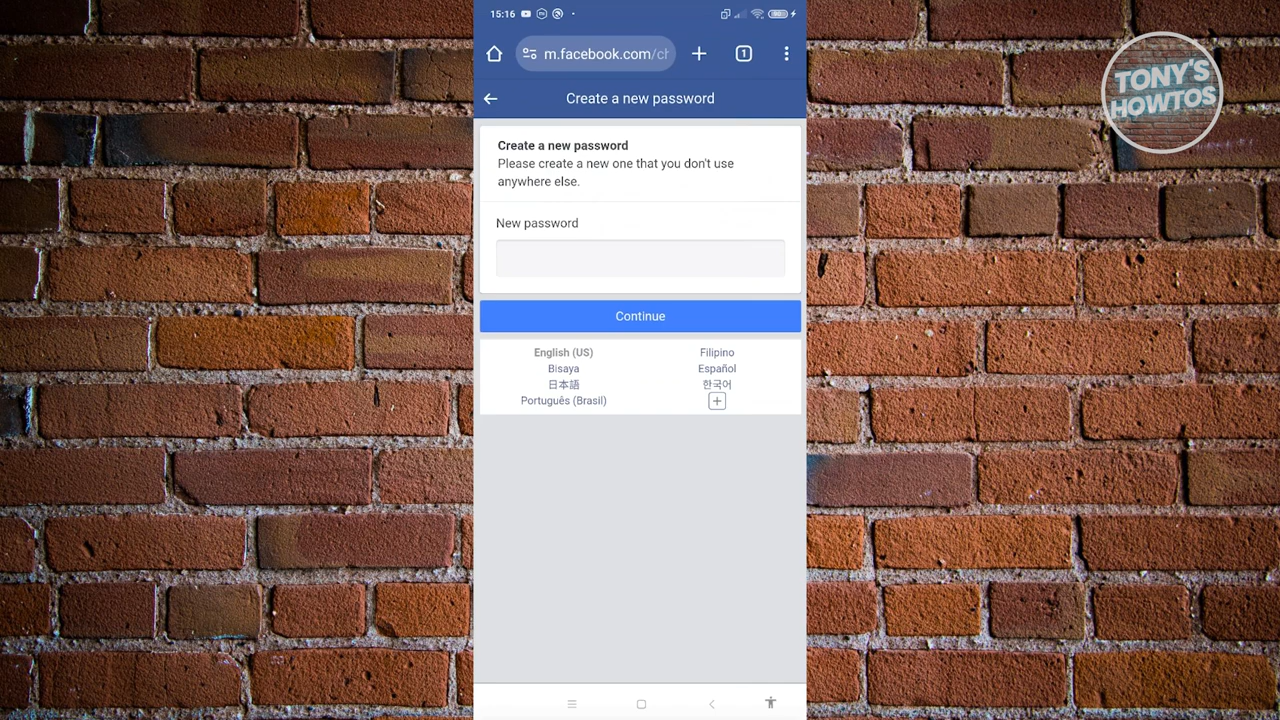 15:16
m.facebook.com/ch
1
Create a new password
TONY'S
HOWTOS
Create a new password
Please create a new one that you don't use
anywhere else.
New password
Continue
English (US)
Filipino
Bisaya
Español
日本語
한국어
Português (Brasil)